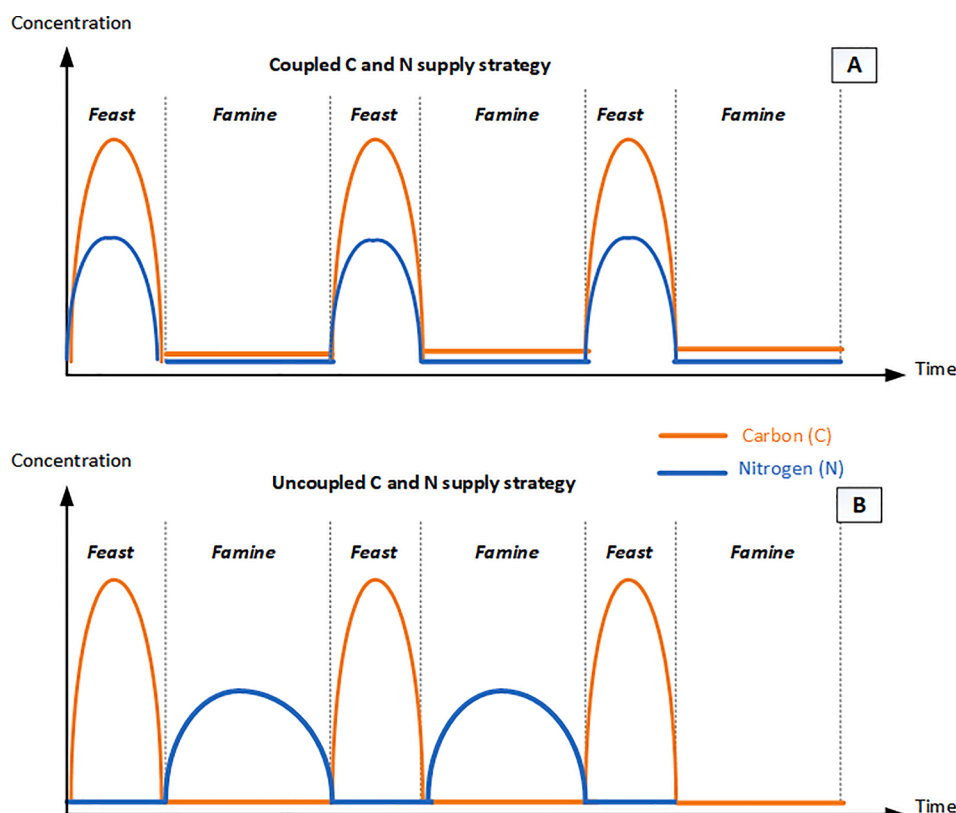 Concentration
Coupled C and N supply strategy
A
Feast Famine Feast Famine Feast Famine
Time
Carbon (C)
Nitrogen (N)
Concentration
Uncoupled C and N supply strategy
B
Feast Famine Feast Famine Feast Famine
Time